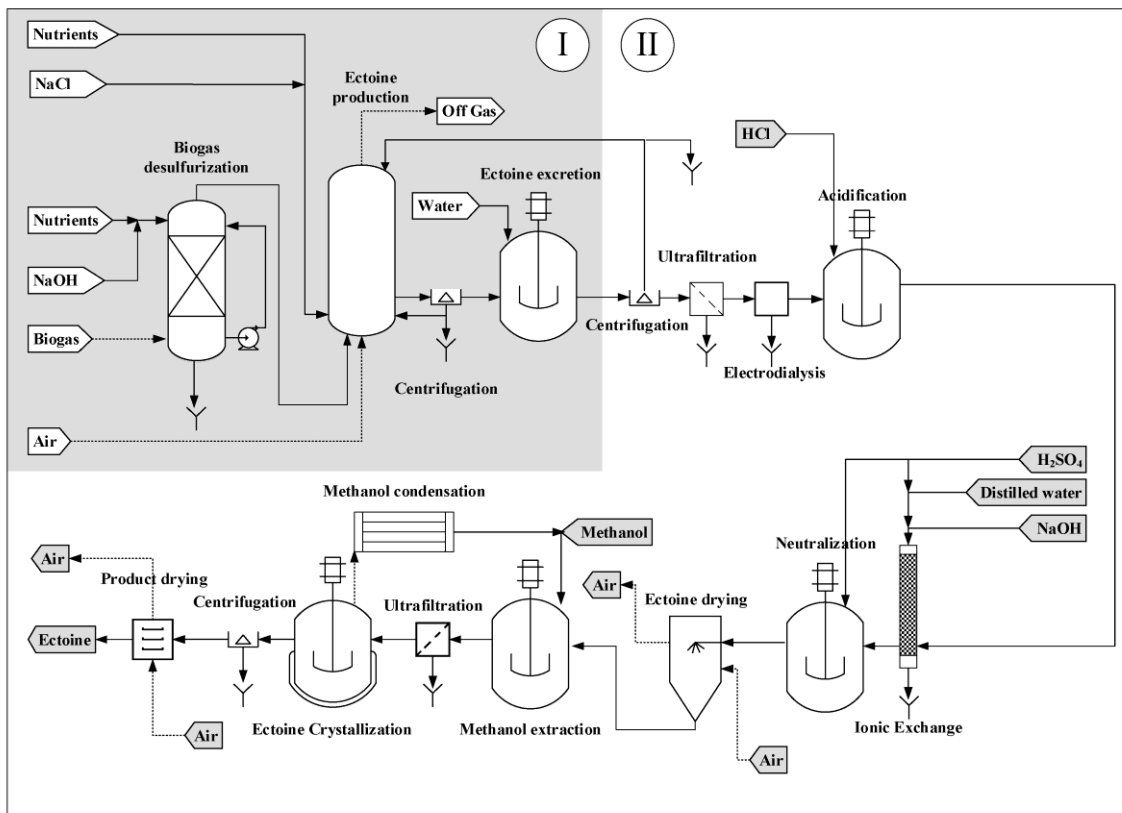 Nutrients
I
II
NaCl
Ectoine
production
Off Gas
HCl
Biogas
desulfurization
Ectoine excretion
Acidification
Water
Nutrients
Ultrafiltration
NaOH
Centrifugation
Biogas
Electrodialysis
Centrifugation
Air
H₂SO₄
Methanol condensation
Distilled water
Methanol
NaOH
Air
Neutralization
Product drying
Air
Ectoine drying
Centrifugation
Ultrafiltration
Ectoine
Ectoine Crystallization
Methanol extraction
Ionic Exchange
Air
Air